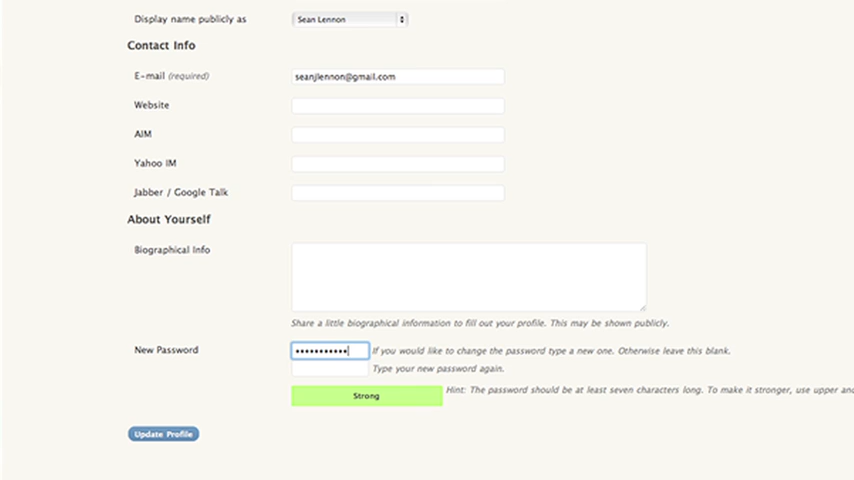 Display name publicly as Sean Lennon
Contact Info
E-mail (required) seanjlennon@gmail.com
Website
AIM
Yahoo IM
Jabber / Google Talk
About Yourself
Biographical Info
Share a little biographical information to fill out your profile. This may be shown publicly.
New Password ••••••••••• If you would like to change the password type a new one. Otherwise leave this blank.
Type your new password again.
Strong Hint: The password should be at least seven characters long. To make it stronger, use upper and
Update Profile